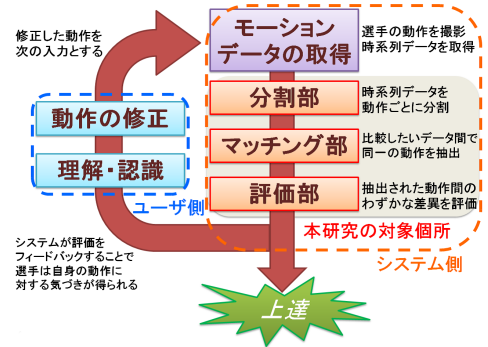 修正した動作を
次の入力とする
モーション
データの取得
選手の動作を撮影
時系列データを取得
分割部
時系列データを
動作ごとに分割
動作の修正
マッチング部
比較したいデータ間で
同一の動作を抽出
理解・認識
評価部
抽出された動作間の
わずかな差異を評価
ユーザ側
本研究の対象個所
システムが評価を
フィードバックすることで
選手は自身の動作に
対する気づきが得られる
システム側
上達